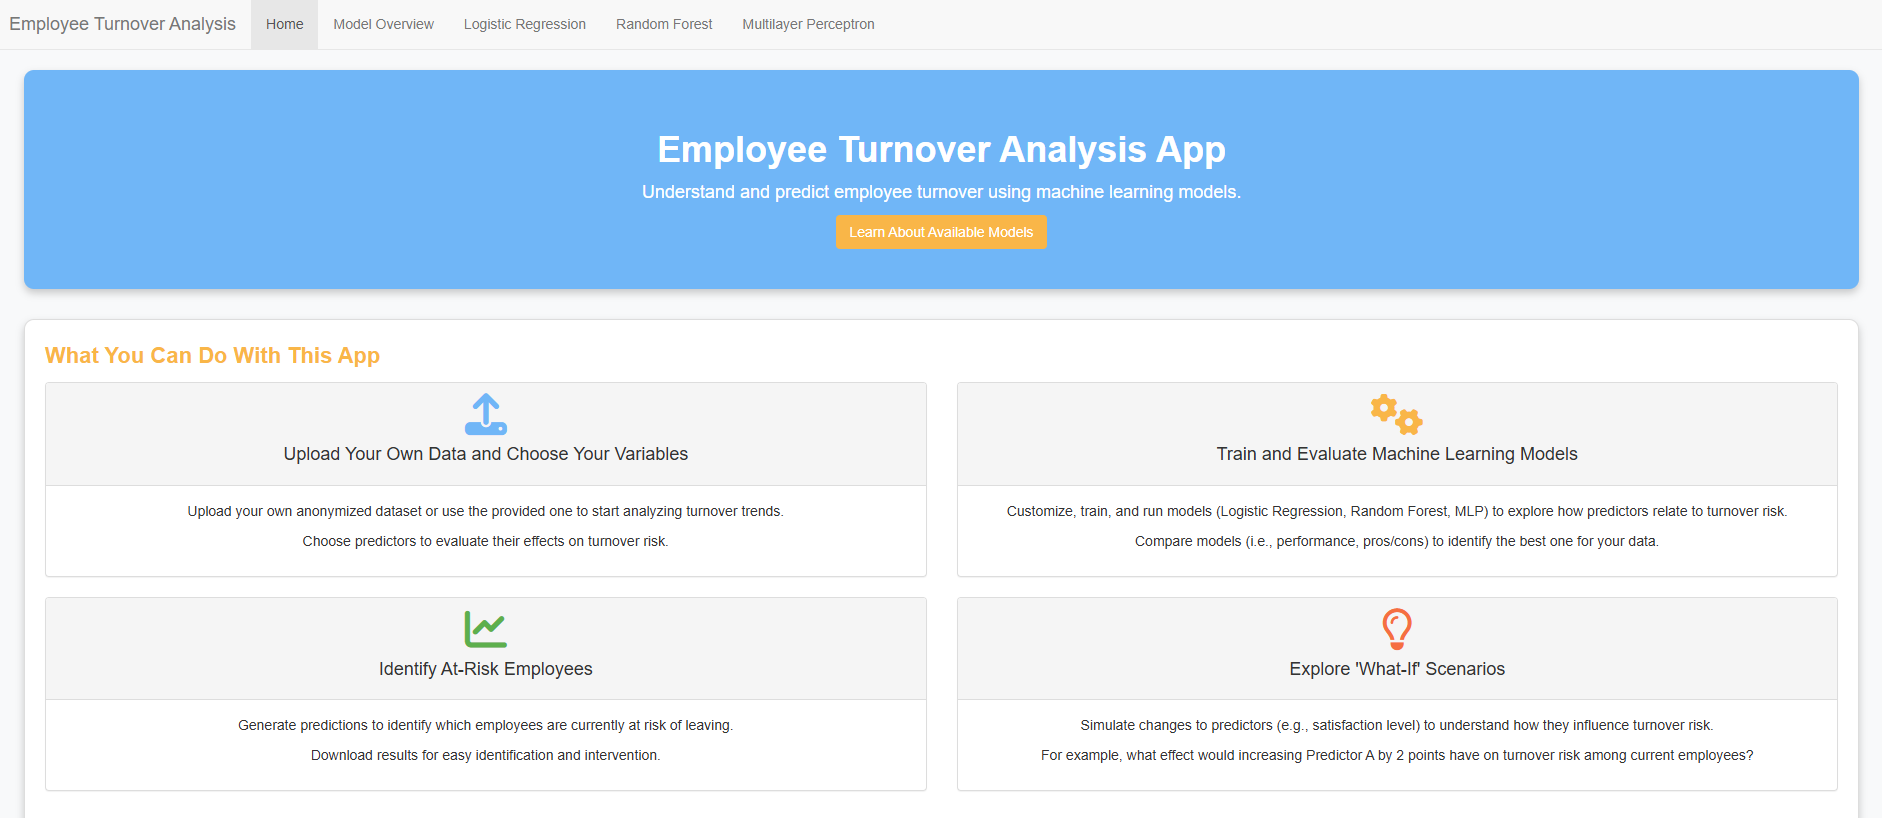 Employee Turnover Analysis Home Model Overview Logistic Regression Random Forest Multilayer Perceptron
Employee Turnover Analysis App
Understand and predict employee turnover using machine learning models.
Learn About Available Models
What You Can Do With This App
Upload Your Own Data and Choose Your Variables
Upload your own anonymized dataset or use the provided one to start analyzing turnover trends.
Choose predictors to evaluate their effects on turnover risk.
Train and Evaluate Machine Learning Models
Customize, train, and run models (Logistic Regression, Random Forest, MLP) to explore how predictors relate to turnover risk.
Compare models (i.e., performance, pros/cons) to identify the best one for your data.
Identify At-Risk Employees
Generate predictions to identify which employees are currently at risk of leaving.
Download results for easy identification and intervention.
Explore 'What-If' Scenarios
Simulate changes to predictors (e.g., satisfaction level) to understand how they influence turnover risk.
For example, what effect would increasing Predictor A by 2 points have on turnover risk among current employees?